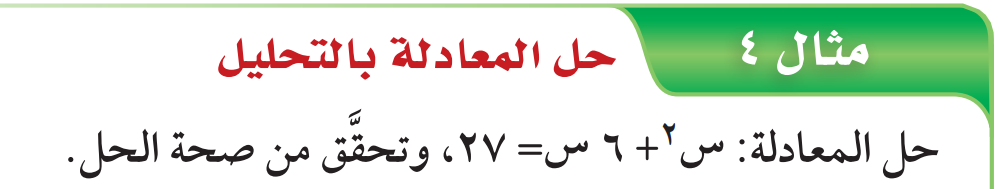 مثال ٤ حل المعادلة بالتحليل
حل المعادلة: س٢+ ٦ س= ٢٧، وتحقَّق من صحة الحل.